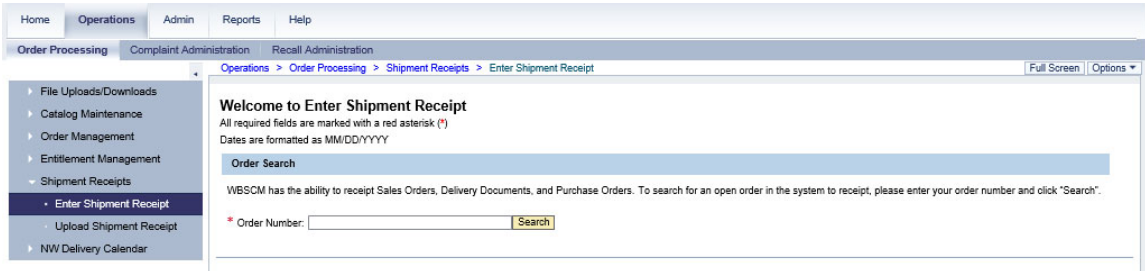 Home Operations Admin Reports Help
Order Processing Complaint Administration Recall Administration
Operations > Order Processing > Shipment Receipts > Enter Shipment Receipt Full Screen Options
File Uploads/Downloads
Catalog Maintenance
Order Management
Entitlement Management
Shipment Receipts
Enter Shipment Receipt
Upload Shipment Receipt
NW Delivery Calendar
Welcome to Enter Shipment Receipt
All required fields are marked with a red asterisk (*)
Dates are formatted as MM/DD/YYYY
Order Search
WBSCM has the ability to receipt Sales Orders, Delivery Documents, and Purchase Orders. To search for an open order in the system to receipt, please enter your order number and click "Search".
* Order Number: Search